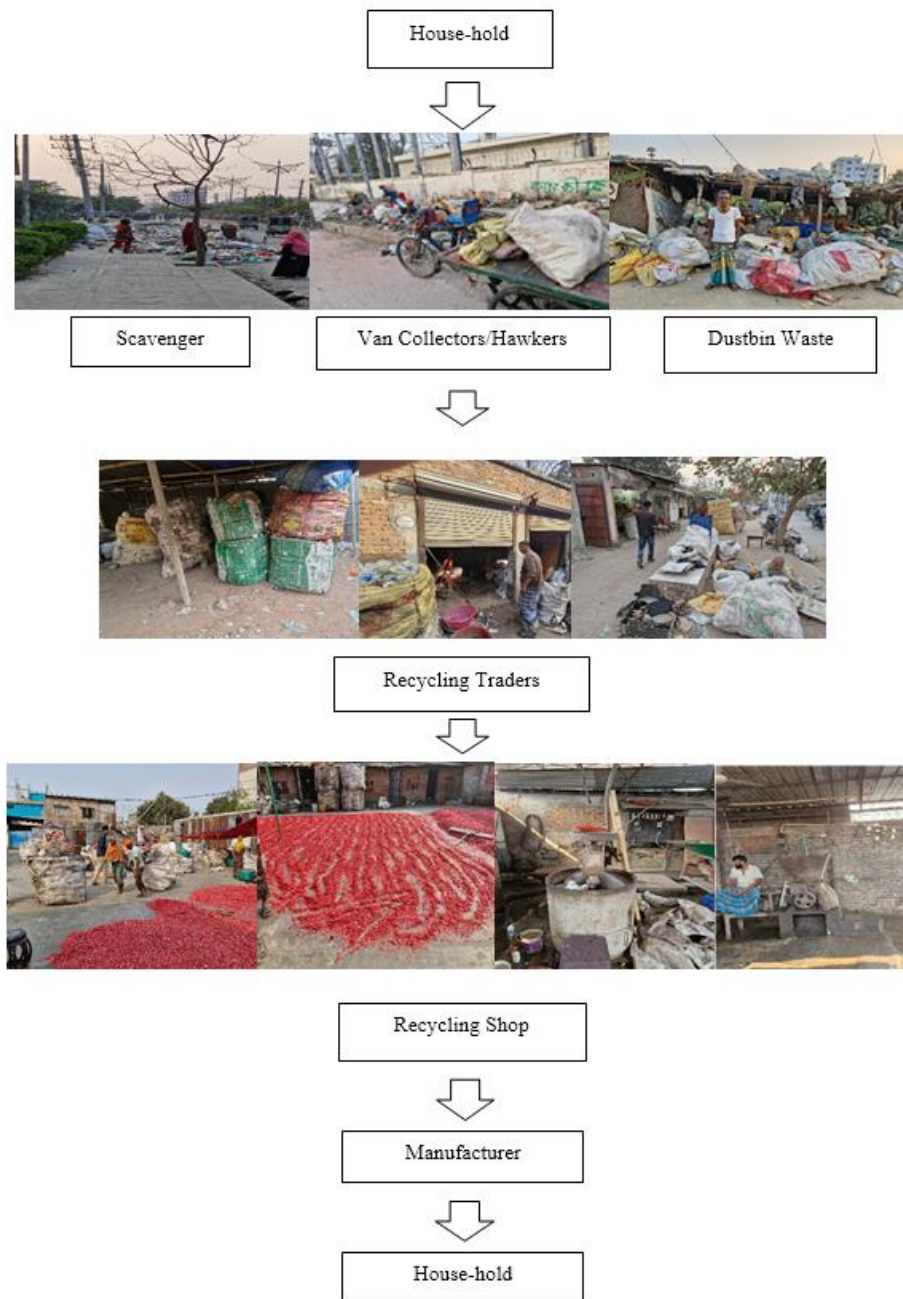 House-hold
Scavenger
Van Collectors/Hawkers
Dustbin Waste
Recycling Traders
Recycling Shop
Manufacturer
House-hold